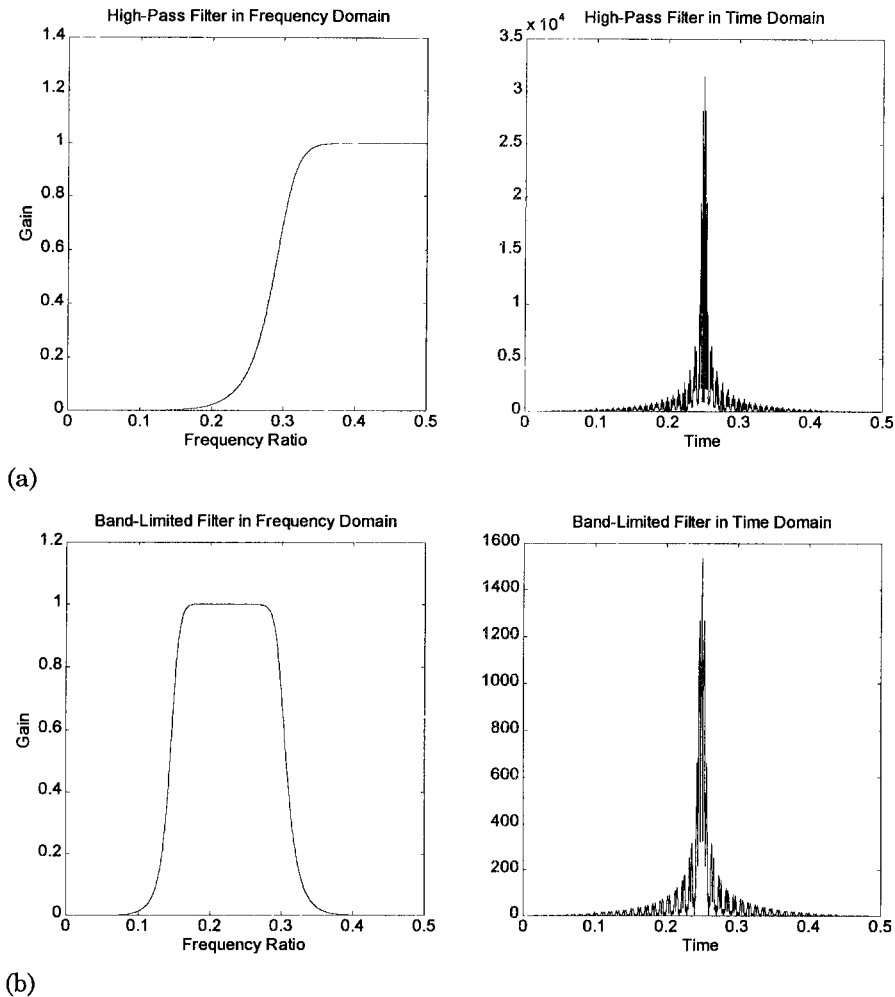 High-Pass Filter in Frequency Domain
1.4
1.2
1
0.8
0.6
0.4
0.2
0
Gain
0.1 0.2 0.3 0.4 0.5
Frequency Ratio
High-Pass Filter in Time Domain
3.5 x 10^4
3
2.5
2
1.5
1
0.5
0
0.1 0.2 0.3 0.4 0.5
Time
(a)
Band-Limited Filter in Frequency Domain
1.2
1
0.8
0.6
0.4
0.2
0
Gain
0.1 0.2 0.3 0.4 0.5
Frequency Ratio
Band-Limited Filter in Time Domain
1600
1400
1200
1000
800
600
400
200
0
0.1 0.2 0.3 0.4 0.5
Time
(b)